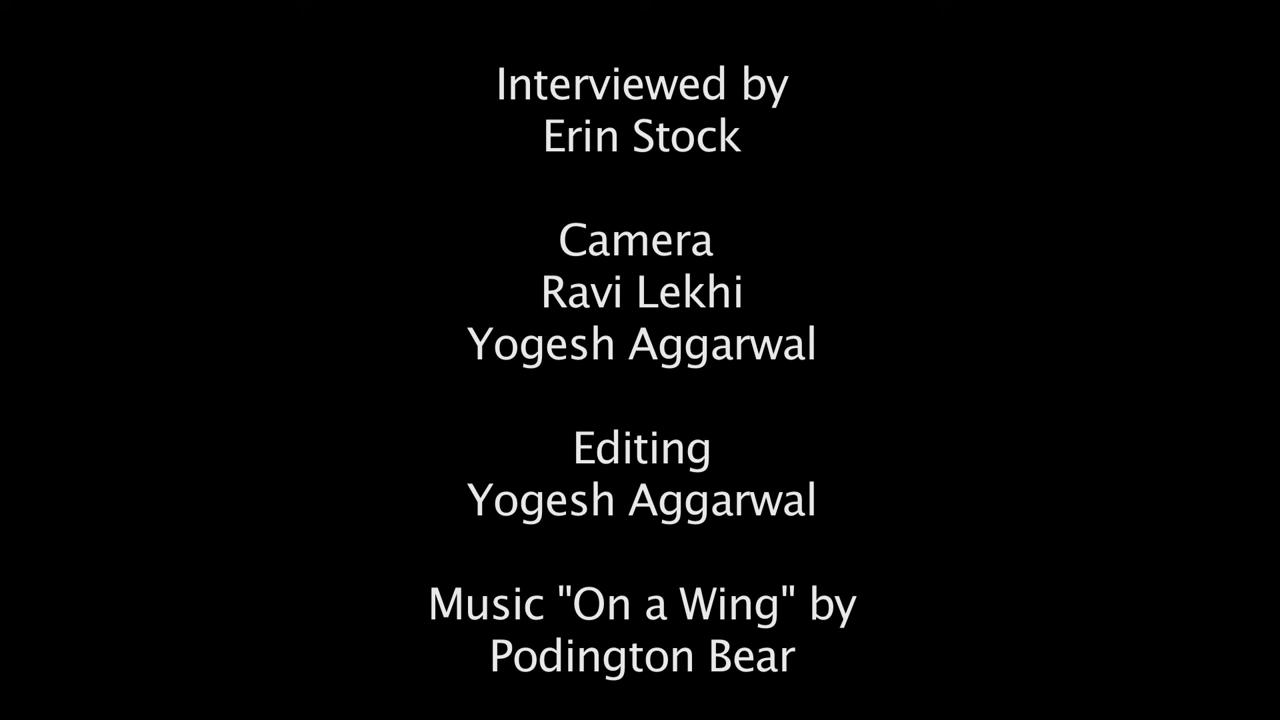 Interviewed by
Erin Stock
Camera
Ravi Lekhi
Yogesh Aggarwal
Editing
Yogesh Aggarwal
Music "On a Wing" by
Podington Bear